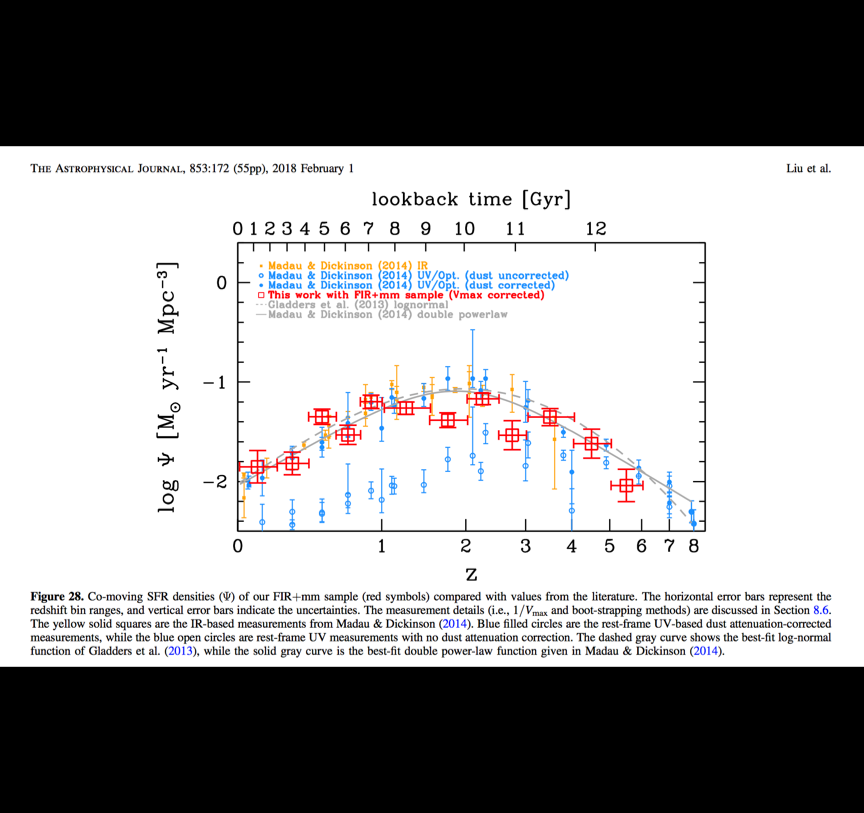 THE ASTROPHYSICAL JOURNAL, 853:172 (55pp), 2018 February 1
Liu et al.
lookback time [Gyr]
0 1 2 3 4 5 6 7 8 9 10 11 12
Madau & Dickinson (2014) IR
Madau & Dickinson (2014) UV/Opt. (dust uncorrected)
Madau & Dickinson (2014) UV/Opt. (dust corrected)
This work with FIR+mm sample (Vmax corrected)
Gladders et al. (2013) lognormal
Madau & Dickinson (2014) double powerlaw
log Ψ [M⊙ yr−1 Mpc−3]
0
−1
−2
0 1 2 3 4 5 6 7 8
z
Figure 28. Co-moving SFR densities (Ψ) of our FIR+mm sample (red symbols) compared with values from the literature. The horizontal error bars represent the
redshift bin ranges, and vertical error bars indicate the uncertainties. The measurement details (i.e., 1/Vmax and boot-strapping methods) are discussed in Section 8.6.
The yellow solid squares are the IR-based measurements from Madau & Dickinson (2014). Blue filled circles are the rest-frame UV-based dust attenuation-corrected
measurements, while the blue open circles are rest-frame UV measurements with no dust attenuation correction. The dashed gray curve shows the best-fit log-normal
function of Gladders et al. (2013), while the solid gray curve is the best-fit double power-law function given in Madau & Dickinson (2014).